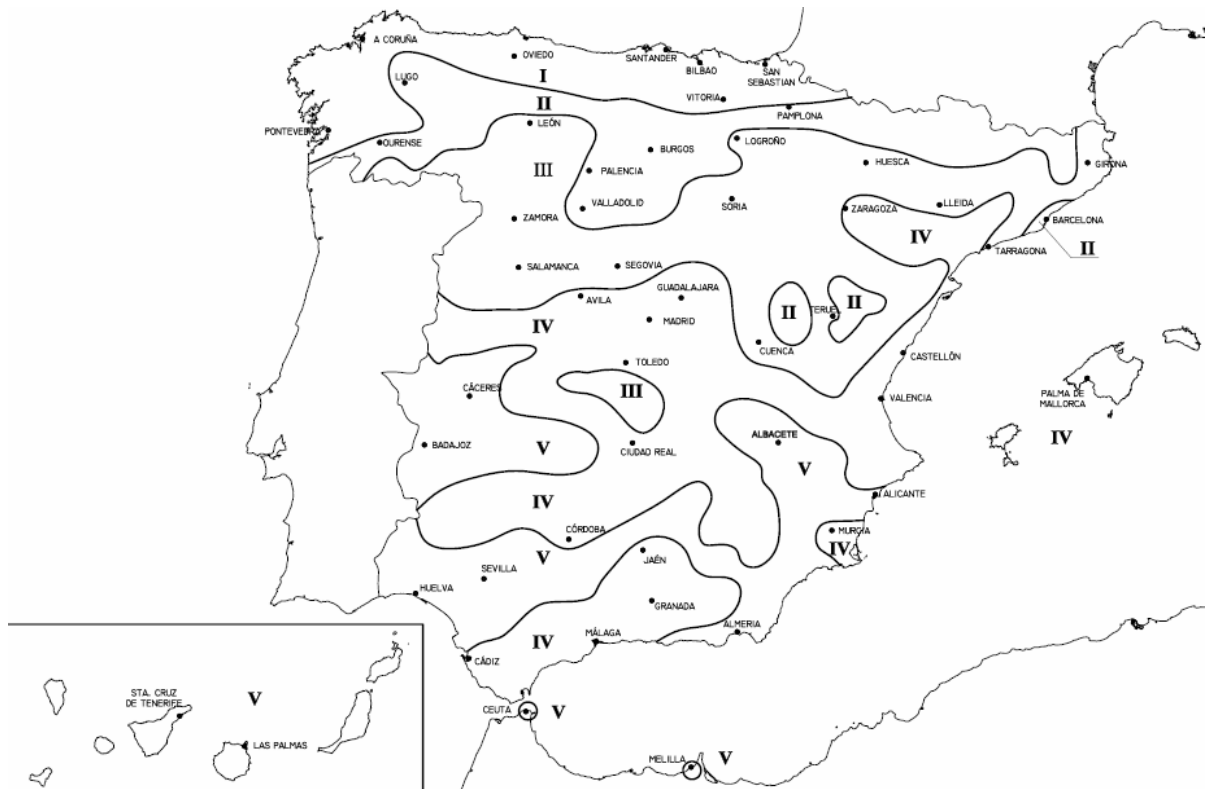 A CORUÑA
OVIEDO
SANTANDER
BILBAO
SAN
SEBASTIAN
LUGO
I
VITORIA
II
PAMPLONA
PONTEVEDRA
LEÓN
OURENSE
LOGROÑO
BURGOS
III
PALENCIA
HUESCA
GIRONA
VALLADOLID
SORIA
ZARAGOZA
LLEIDA
ZAMORA
BARCELONA
IV
TARRAGONA
II
SALAMANCA
SEGOVIA
AVILA
GUADALAJARA
II
II
TERUEL
IV
MADRID
CUENCA
CASTELLÓN
TOLEDO
CÁCERES
III
VALENCIA
PALMA DE
MALLORCA
IV
BADAJOZ
V
CIUDAD REAL
ALBACETE
V
IV
ALICANTE
CÓRDOBA
MURCIA
IV
V
JAÉN
SEVILLA
HUELVA
GRANADA
IV
MÁLAGA
ALMERIA
CÁDIZ
STA. CRUZ
DE TENERIFE
V
LAS PALMAS
CEUTA
V
MELILLA
V